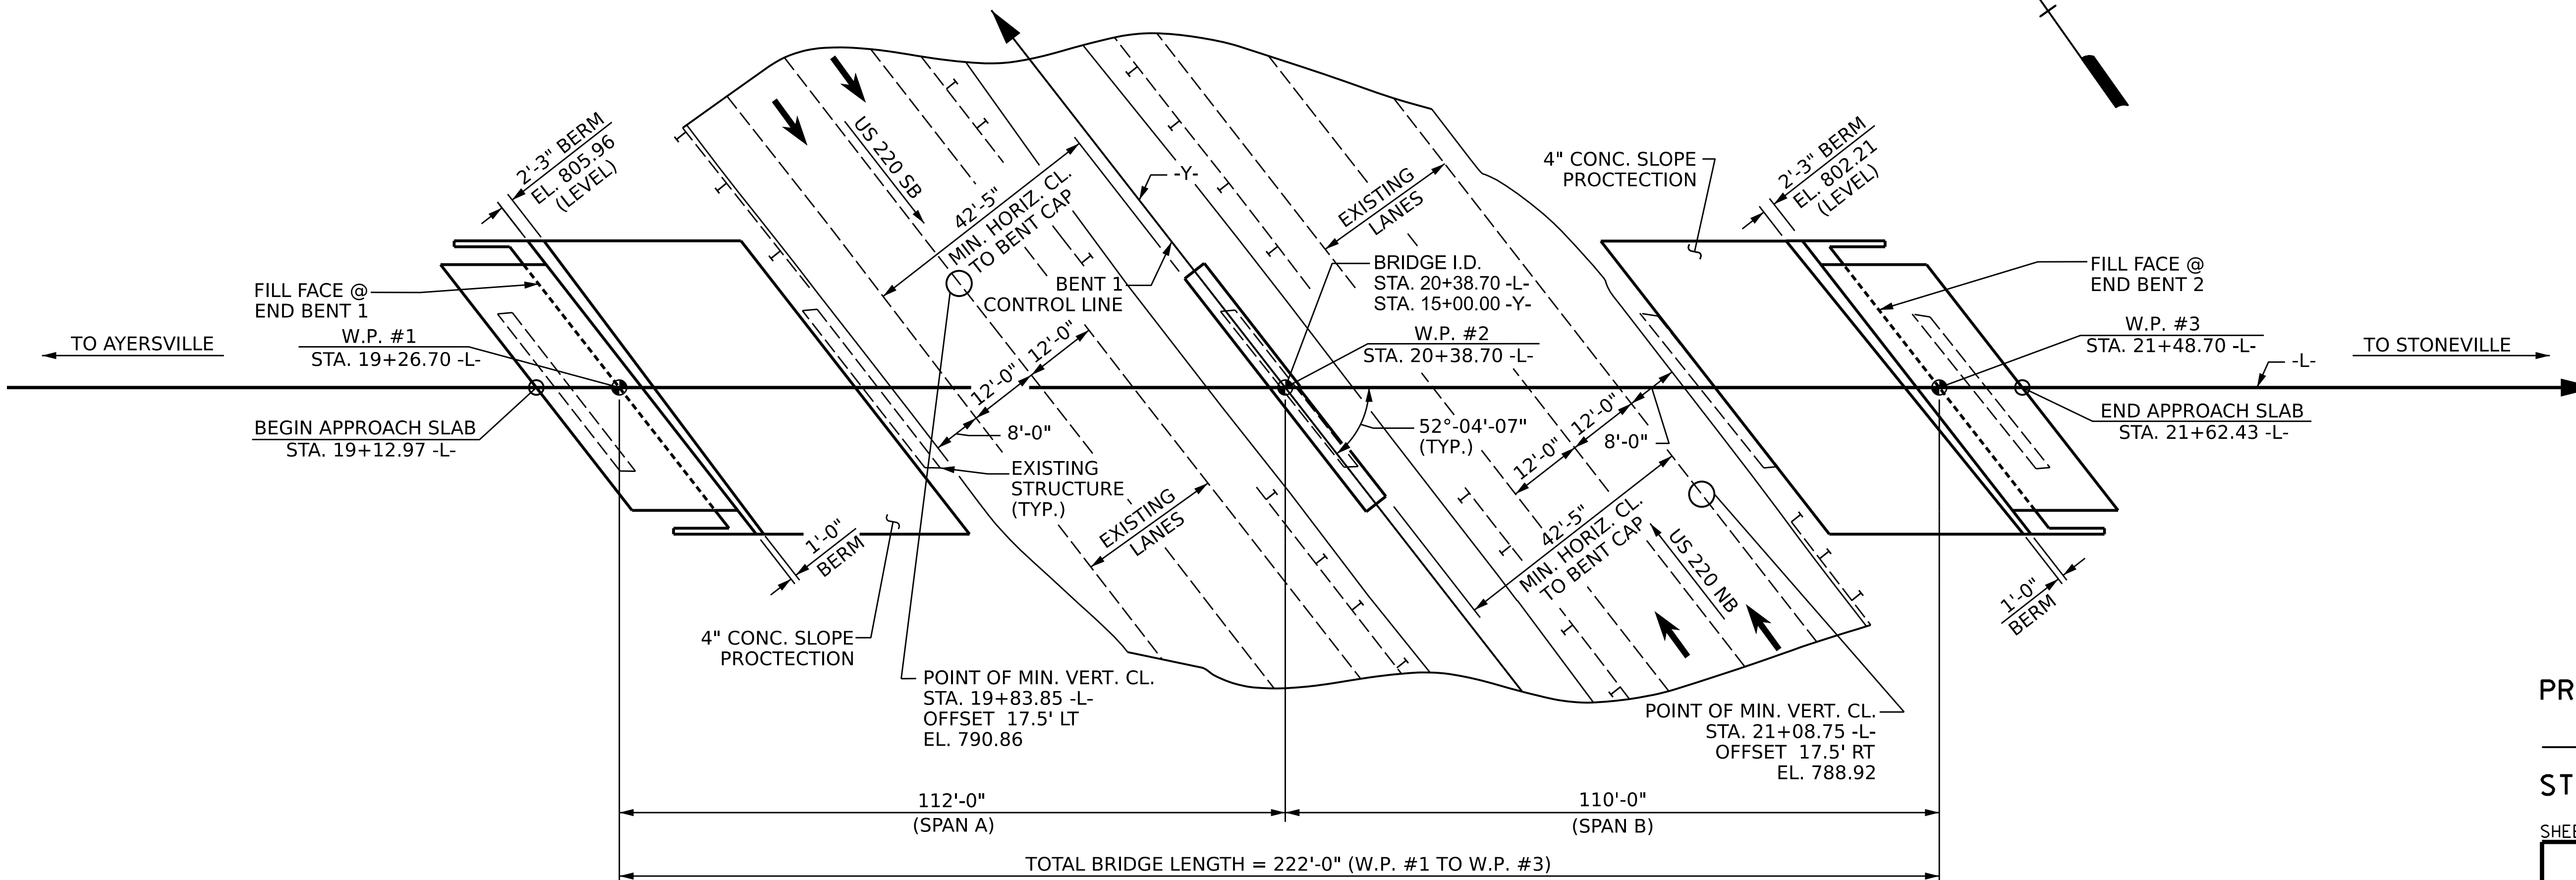 2'-3" BERM
EL. 805.96
(LEVEL)
US 220 SB
42'-5"
MIN. HORIZ. CL.
TO BENT CAP
-Y-
EXISTING
LANES
4" CONC. SLOPE
PROCTECTION
2'-3" BERM
EL. 802.21
(LEVEL)
FILL FACE @
END BENT 1
BENT 1
CONTROL LINE
BRIDGE I.D.
STA. 20+38.70 -L-
STA. 15+00.00 -Y-
FILL FACE @
END BENT 2
TO AYERSVILLE
W.P. #1
STA. 19+26.70 -L-
12'-0"
12'-0"
8'-0"
W.P. #2
STA. 20+38.70 -L-
W.P. #3
STA. 21+48.70 -L-
-L-
TO STONEVILLE
BEGIN APPROACH SLAB
STA. 19+12.97 -L-
52°-04'-07"
(TYP.)
12'-0"
12'-0"
8'-0"
END APPROACH SLAB
STA. 21+62.43 -L-
EXISTING
STRUCTURE
(TYP.)
EXISTING
LANES
42'-5"
MIN. HORIZ. CL.
TO BENT CAP
US 220 NB
1'-0"
BERM
1'-0"
BERM
4" CONC. SLOPE
PROCTECTION
POINT OF MIN. VERT. CL.
STA. 19+83.85 -L-
OFFSET 17.5' LT
EL. 790.86
POINT OF MIN. VERT. CL.
STA. 21+08.75 -L-
OFFSET 17.5' RT
EL. 788.92
PR
ST
SHEE
112'-0"
(SPAN A)
110'-0"
(SPAN B)
TOTAL BRIDGE LENGTH = 222'-0" (W.P. #1 TO W.P. #3)